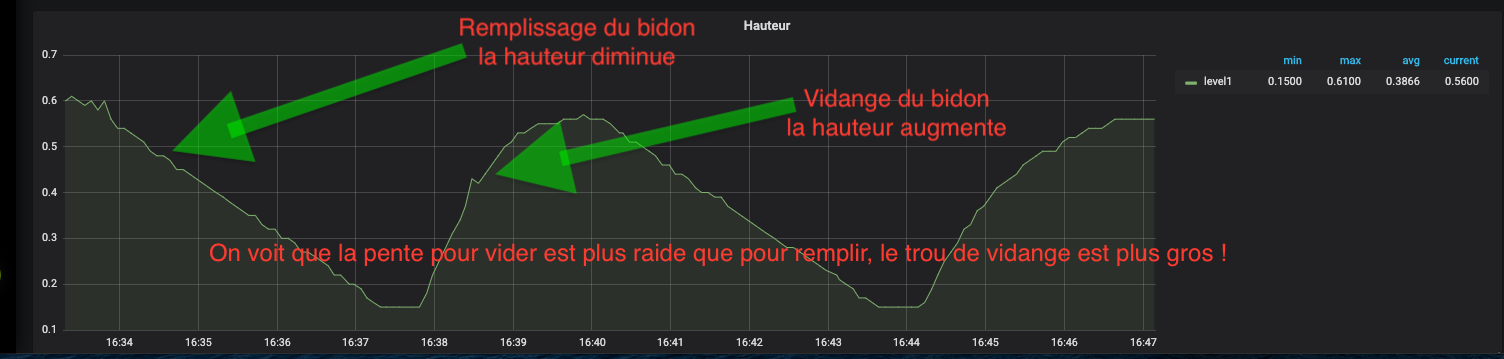 Hauteur
Remplissage du bidon
la hauteur diminue
Vidange du bidon
la hauteur augmente
On voit que la pente pour vider est plus raide que pour remplir, le trou de vidange est plus gros !
0.7
0.6
0.5
0.4
0.3
0.2
0.1
16:34 16:35 16:36 16:37 16:38 16:39 16:40 16:41 16:42 16:43 16:44 16:45 16:46 16:47
min max avg current
level1 0.1500 0.6100 0.3866 0.5600